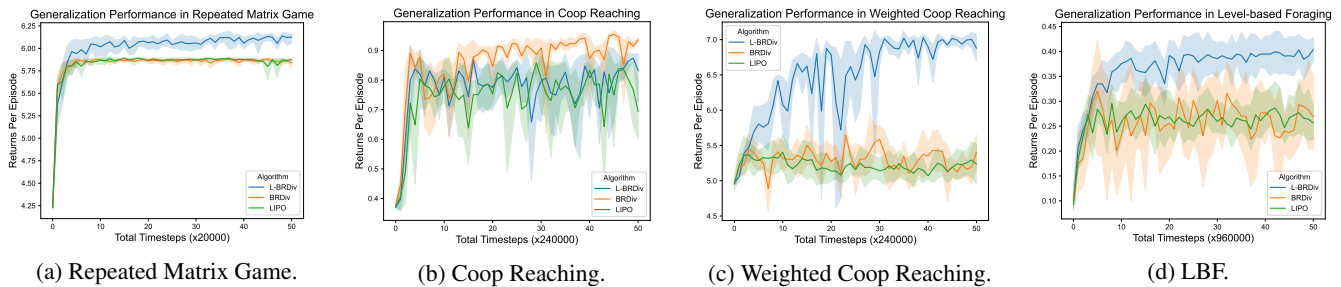 Generalization Performance in Repeated Matrix Game
Returns Per Episode
6.25
6.00
5.75
5.50
5.25
5.00
4.75
4.50
4.25
0
10
20
30
40
50
Total Timesteps (x20000)
Algorithm
L-BRDiv
BRDiv
LIPO
(a) Repeated Matrix Game.
Generalization Performance in Coop Reaching
Returns Per Episode
0.9
0.8
0.7
0.6
0.5
0.4
0
10
20
30
40
50
Total Timesteps (x240000)
Algorithm
L-BRDiv
BRDiv
LIPO
(b) Coop Reaching.
Generalization Performance in Weighted Coop Reaching
Returns Per Episode
7.0
6.5
6.0
5.5
5.0
4.5
0
10
20
30
40
50
Total Timesteps (x240000)
Algorithm
L-BRDiv
BRDiv
LIPO
(c) Weighted Coop Reaching.
Generalization Performance in Level-based Foraging
Returns Per Episode
0.45
0.40
0.35
0.30
0.25
0.20
0.15
0.10
0
10
20
30
40
50
Total Timesteps (x960000)
Algorithm
L-BRDiv
BRDiv
LIPO
(d) LBF.